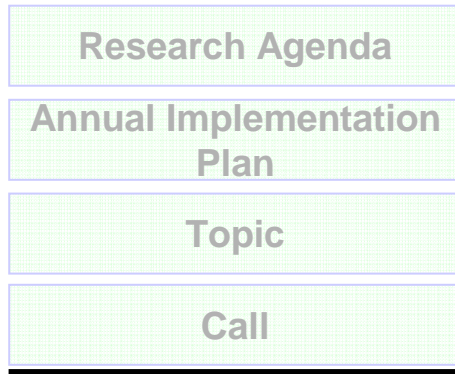 Research Agenda
Annual Implementation
Plan
Topic
Call